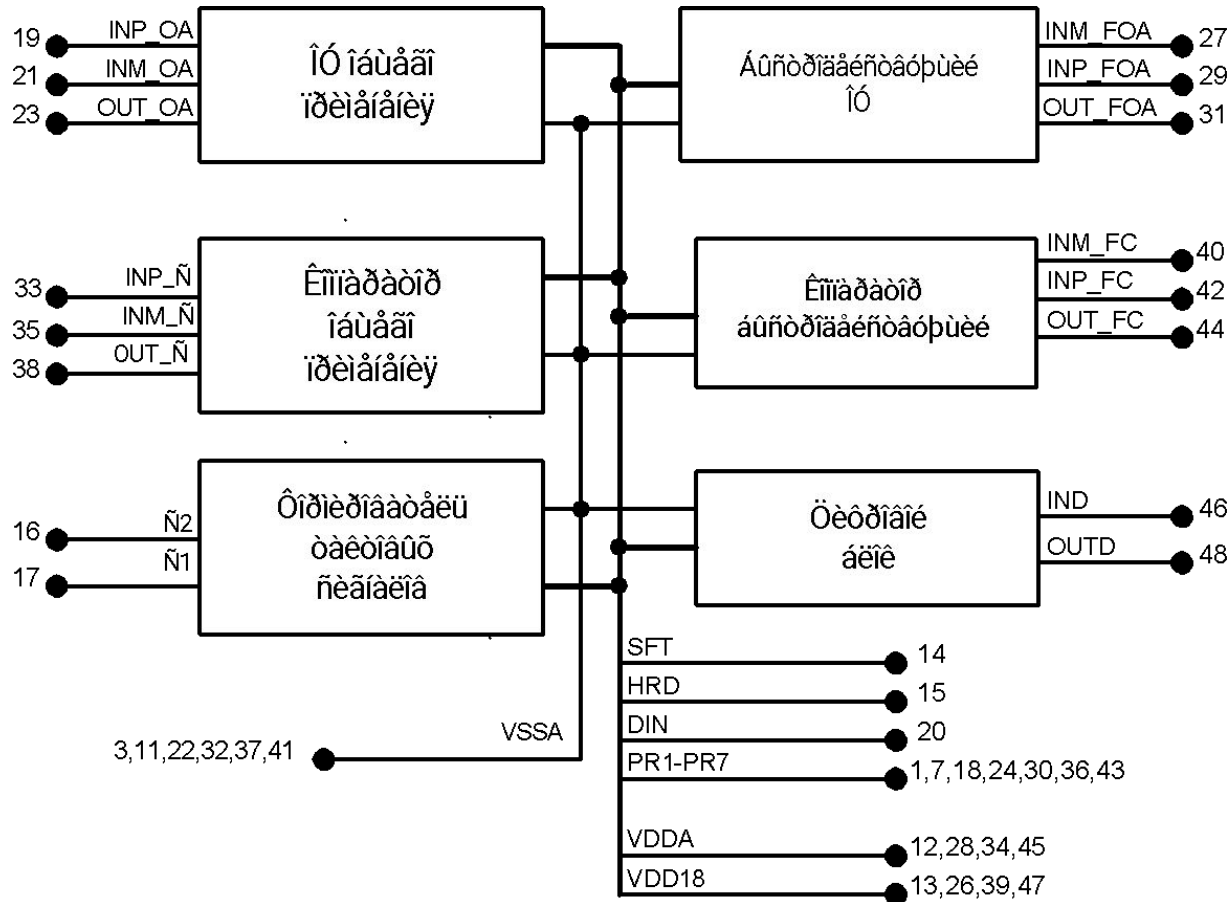 19 INP_OA
21 INM_OA
23 OUT_OA
ÎÓ îáùåãî
ïðèìåíåíèÿ
Áûñòðîäåéñòâóþùèé
ÎÓ
INM_FOA 27
INP_FOA 29
OUT_FOA 31
33 INP_Ñ
35 INM_Ñ
38 0UT_Ñ
Êîìïàðàòîð
îáùåãî
ïðèìåíåíèÿ
Êîìïàðàòîð
áûñòðîäåéñòâóþùèé
INM_FC 40
INP_FC 42
OUT_FC 44
16 Ñ2
17 Ñ1
Ôîðìèðîâàòåëü
òàêòîâûõ
ñèãíàëîâ
Öèôðîâîé
áëîê
IND 46
OUTD 48
SFT 14
HRD 15
DIN 20
PR1-PR7 1,7,18,24,30,36,43
3,11,22,32,37,41 VSSA
VDDA 12,28,34,45
VDD18 13,26,39,47